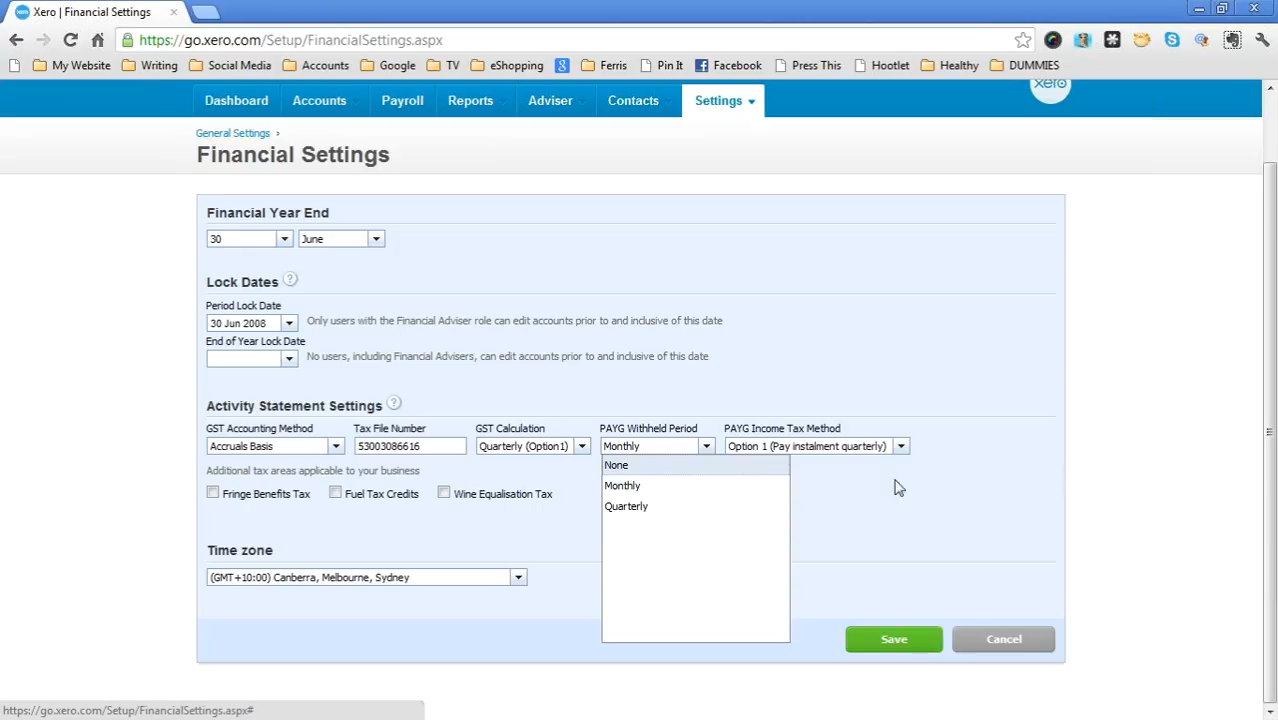 xero Xero | Financial Settings ×
https://go.xero.com/Setup/FinancialSettings.aspx
My Website Writing Social Media Accounts Google TV eShopping g Ferris Pin It Facebook Press This Hootlet Healthy DUMMIES
Dashboard Accounts Payroll Reports Adviser Contacts Settings xero
General Settings ›
Financial Settings
Financial Year End
30 June
Lock Dates ?
Period Lock Date
30 Jun 2008 Only users with the Financial Adviser role can edit accounts prior to and inclusive of this date
End of Year Lock Date
No users, including Financial Advisers, can edit accounts prior to and inclusive of this date
Activity Statement Settings ?
GST Accounting Method Tax File Number GST Calculation PAYG Withheld Period PAYG Income Tax Method
Accruals Basis 53003086616 Quarterly (Option1) Monthly Option 1 (Pay instalment quarterly)
Additional tax areas applicable to your business
None
Monthly
Quarterly
Fringe Benefits Tax Fuel Tax Credits Wine Equalisation Tax
Time zone
(GMT+10:00) Canberra, Melbourne, Sydney
Save Cancel
https://go.xero.com/Setup/FinancialSettings.aspx#